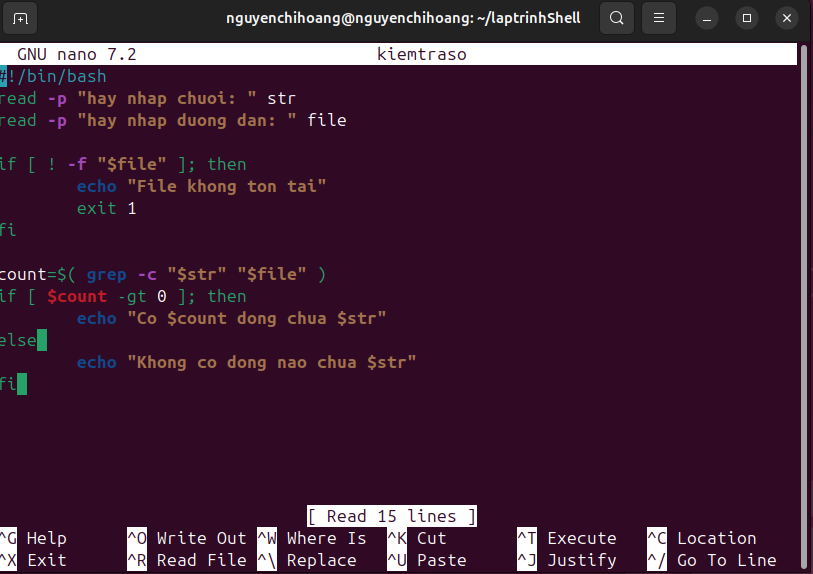 nguyenchihoang@nguyenchihoang: ~/laptrinhShell
GNU nano 7.2 kiemtraso
#!/bin/bash
read -p "hay nhap chuoi: " str
read -p "hay nhap duong dan: " file
if [ ! -f "$file" ]; then
echo "File khong ton tai"
exit 1
fi
count=$( grep -c "$str" "$file" )
if [ $count -gt 0 ]; then
echo "Co $count dong chua $str"
else
echo "Khong co dong nao chua $str"
fi
[ Read 15 lines ]
^G Help ^O Write Out ^W Where Is ^K Cut ^T Execute ^C Location
^X Exit ^R Read File ^\ Replace ^U Paste ^J Justify ^/ Go To Line